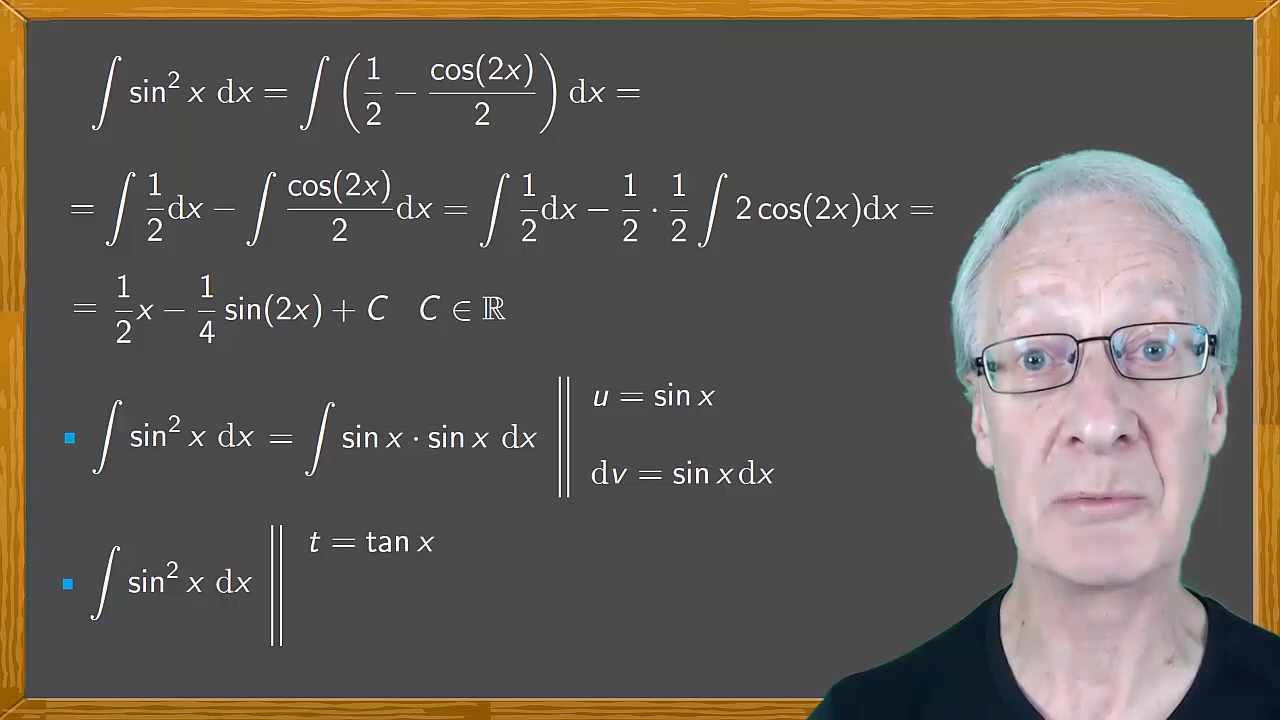 ∫ sin² x dx = ∫ (1/2 − cos(2x)/2) dx =
= ∫ 1/2 dx − ∫ cos(2x)/2 dx = ∫ 1/2 dx − 1/2 · 1/2 ∫ 2 cos(2x)dx =
= 1/2 x − 1/4 sin(2x) + C C ∈ ℝ
▪ ∫ sin² x dx = ∫ sin x · sin x dx ‖ u = sin x
dv = sin x dx
▪ ∫ sin² x dx ‖ t = tan x